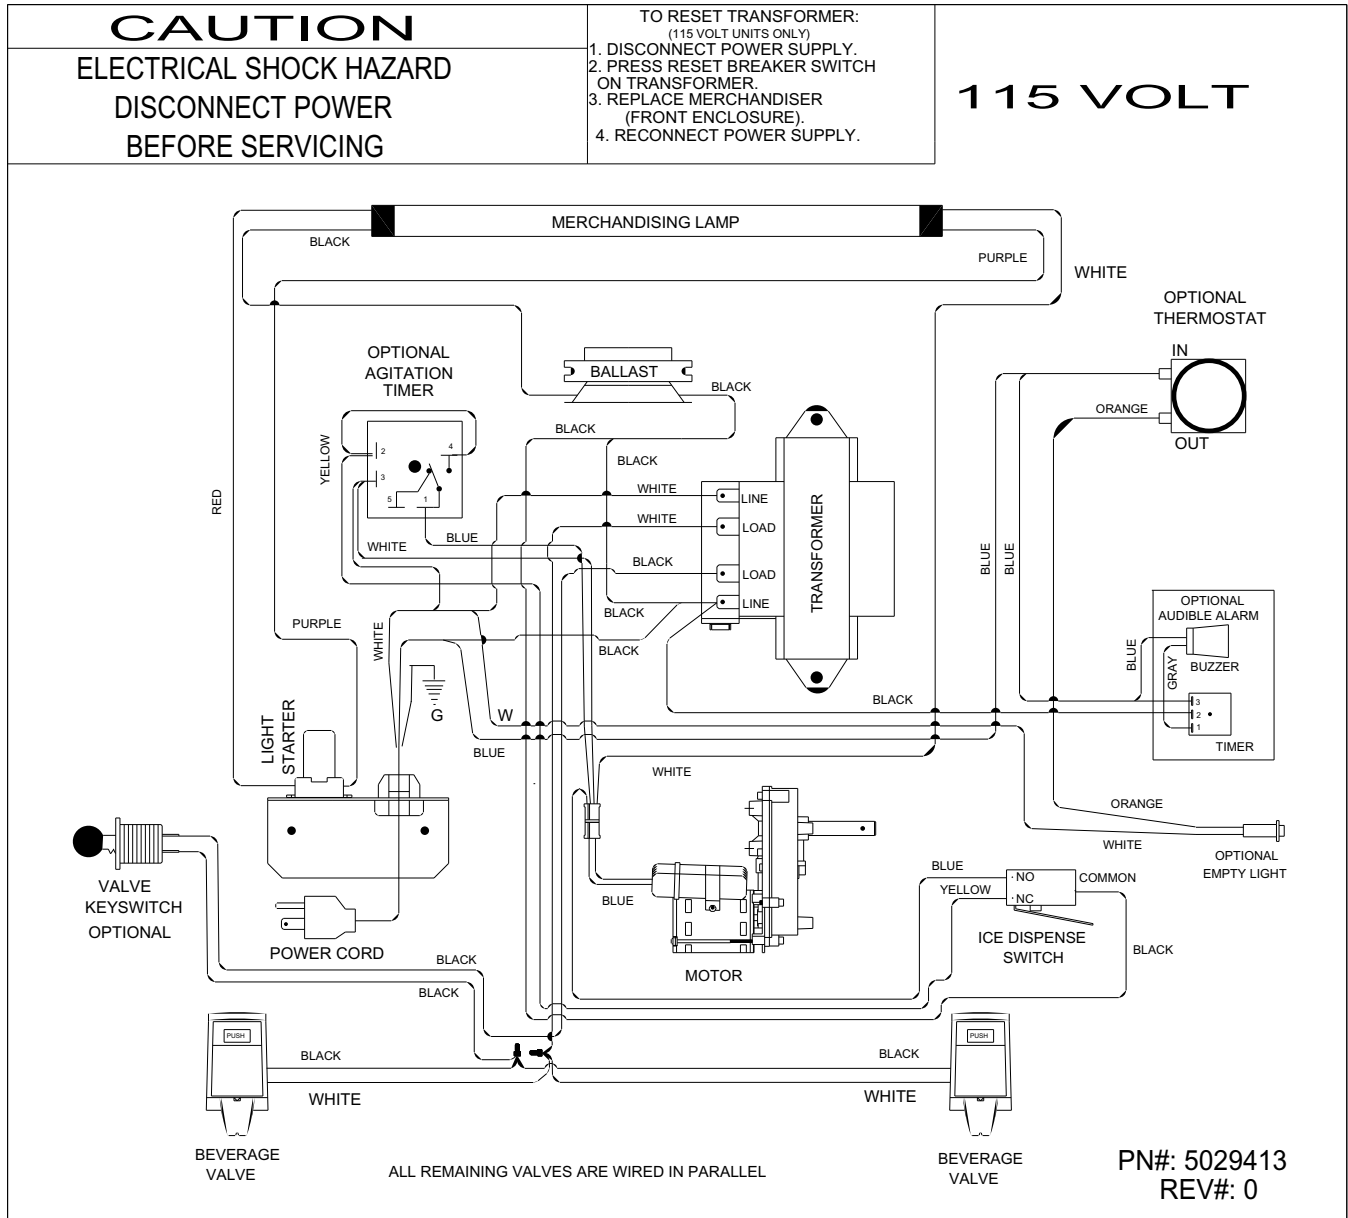 CAUTION
ELECTRICAL SHOCK HAZARD
DISCONNECT POWER
BEFORE SERVICING
TO RESET TRANSFORMER:
(115 VOLT UNITS ONLY)
1. DISCONNECT POWER SUPPLY.
2. PRESS RESET BREAKER SWITCH
ON TRANSFORMER.
3. REPLACE MERCHANDISER
(FRONT ENCLOSURE).
4. RECONNECT POWER SUPPLY.
115 VOLT
MERCHANDISING LAMP
BLACK
PURPLE
WHITE
OPTIONAL
THERMOSTAT
IN
ORANGE
OUT
OPTIONAL
AGITATION
TIMER
BALLAST
BLACK
BLACK
BLACK
YELLOW
2
4
3
5
1
RED
WHITE
LINE
WHITE
LOAD
BLUE
WHITE
BLACK
LOAD
LINE
BLACK
TRANSFORMER
BLUE
BLUE
OPTIONAL
AUDIBLE ALARM
BLUE
GRAY
BUZZER
3
2
1
TIMER
PURPLE
WHITE
BLACK
BLACK
G
W
BLUE
WHITE
LIGHT
STARTER
ORANGE
WHITE
OPTIONAL
EMPTY LIGHT
VALVE
KEYSWITCH
OPTIONAL
POWER CORD
BLUE
MOTOR
BLUE
YELLOW
NO
NC
COMMON
ICE DISPENSE
SWITCH
BLACK
BLACK
BLACK
PUSH
BLACK
WHITE
BEVERAGE
VALVE
BLACK
WHITE
PUSH
BEVERAGE
VALVE
ALL REMAINING VALVES ARE WIRED IN PARALLEL
PN#: 5029413
REV#: 0